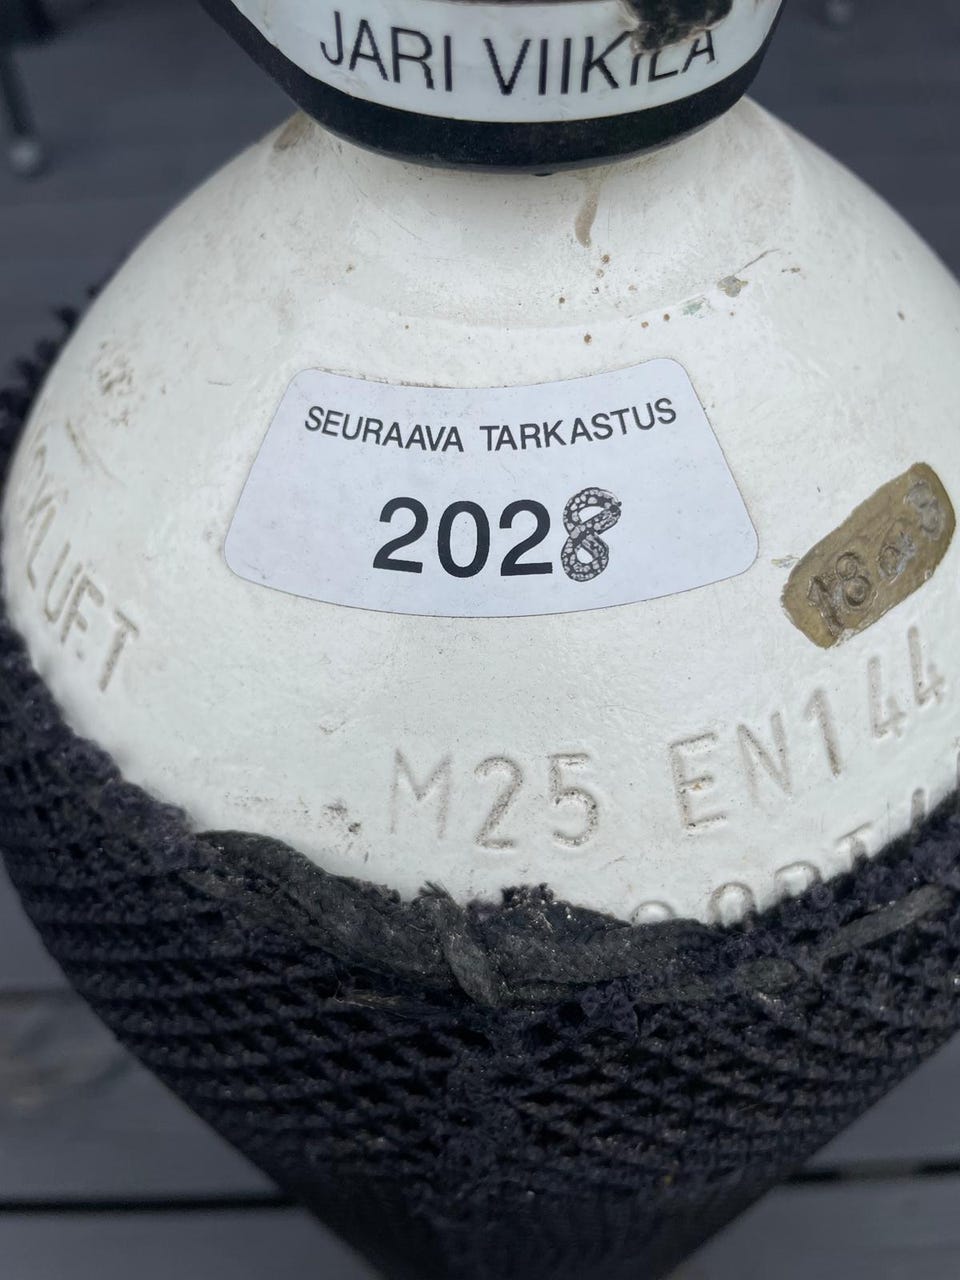 JARI VIIKILÄ
SEURAAVA TARKASTUS
2028
M25 EN144